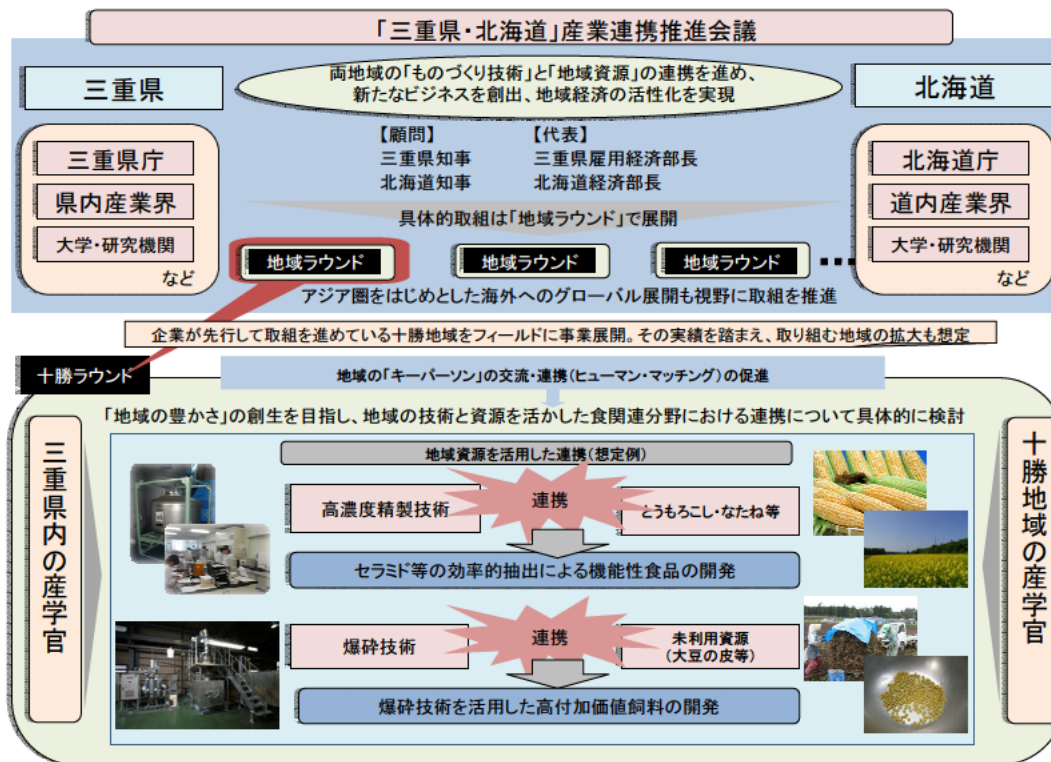 「三重県・北海道」産業連携推進会議
三重県
両地域の「ものづくり技術」と「地域資源」の連携を進め、
新たなビジネスを創出、地域経済の活性化を実現
北海道
三重県庁
県内産業界
大学・研究機関
など
【顧問】
三重県知事
北海道知事
【代表】
三重県雇用経済部長
北海道経済部長
北海道庁
道内産業界
大学・研究機関
など
具体的取組は「地域ラウンド」で展開
地域ラウンド
地域ラウンド
地域ラウンド
・・・
アジア圏をはじめとした海外へのグローバル展開も視野に取組を推進
企業が先行して取組を進めている十勝地域をフィールドに事業展開。その実績を踏まえ、取り組む地域の拡大も想定
十勝ラウンド
地域の「キーパーソン」の交流・連携(ヒューマン・マッチング)の促進
「地域の豊かさ」の創生を目指し、地域の技術と資源を活かした食関連分野における連携について具体的に検討
三重県内の産学官
地域資源を活用した連携(想定例)
高濃度精製技術
連携
とうもろこし・なたね等
セラミド等の効率的抽出による機能性食品の開発
爆砕技術
連携
未利用資源
(大豆の皮等)
爆砕技術を活用した高付加価値飼料の開発
十勝地域の産学官